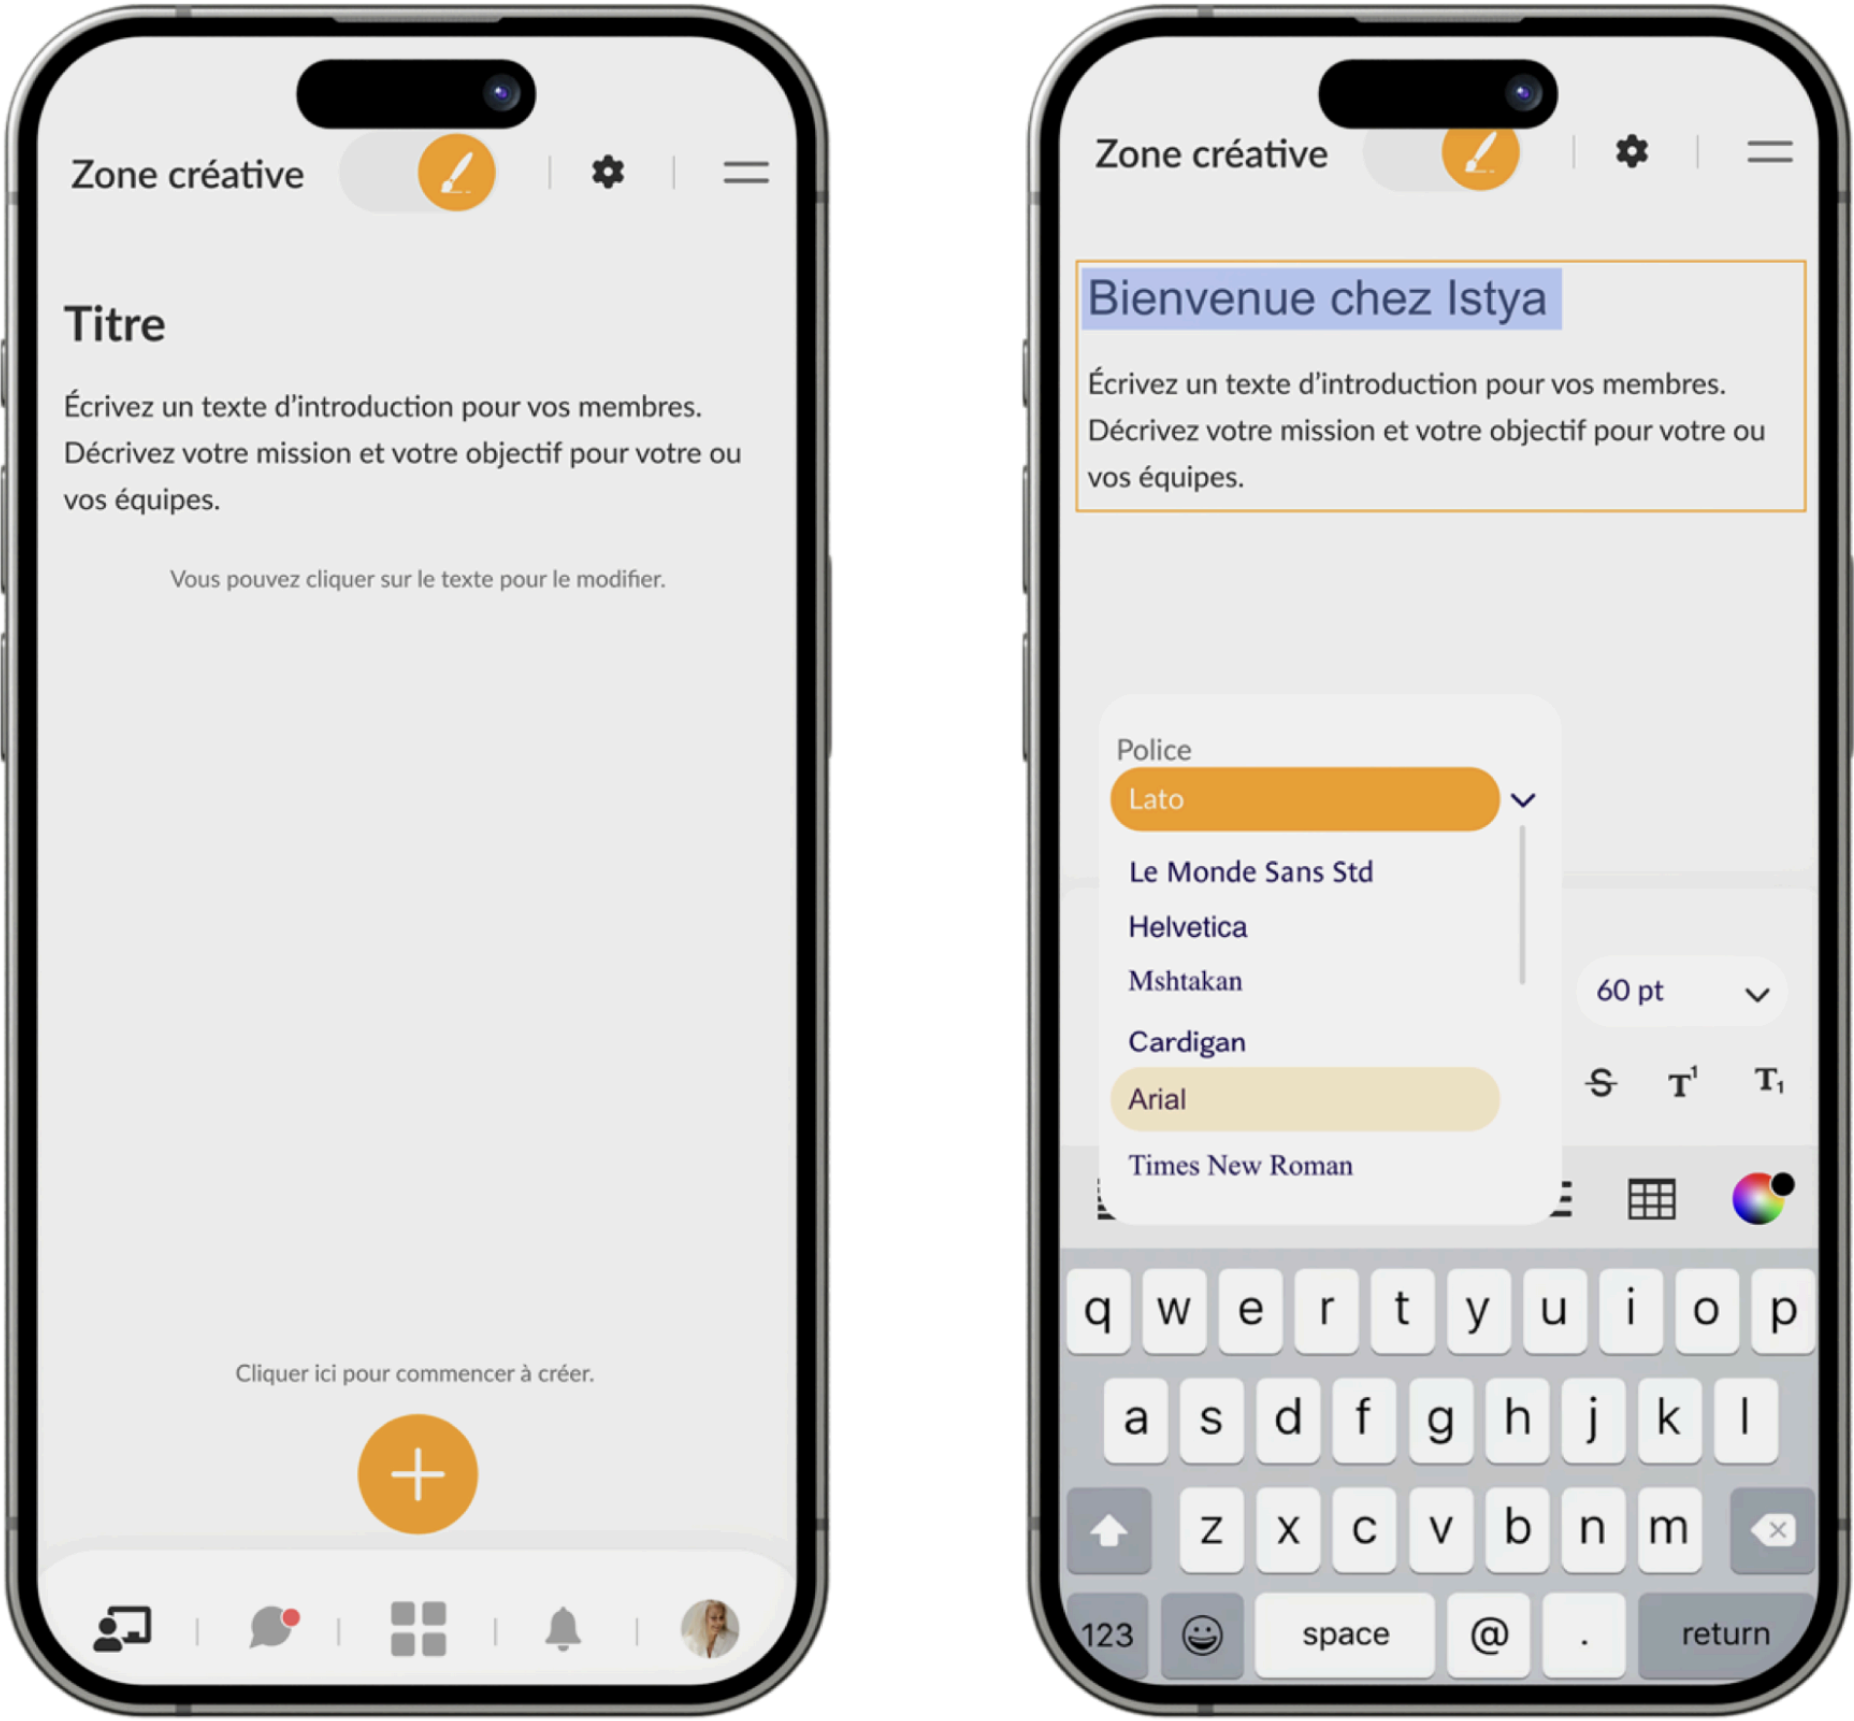 Zone créative
Titre
Écrivez un texte d’introduction pour vos membres.
Décrivez votre mission et votre objectif pour votre ou
vos équipes.
Vous pouvez cliquer sur le texte pour le modifier.
Cliquer ici pour commencer à créer.
Zone créative
Bienvenue chez Istya
Écrivez un texte d’introduction pour vos membres.
Décrivez votre mission et votre objectif pour votre ou
vos équipes.
Police
Lato
Le Monde Sans Std
Helvetica
Mshtakan
Cardigan
Arial
Times New Roman
60 pt
S T¹ T₁
q w e r t y u i o p
a s d f g h j k l
z x c v b n m
123 space @ . return